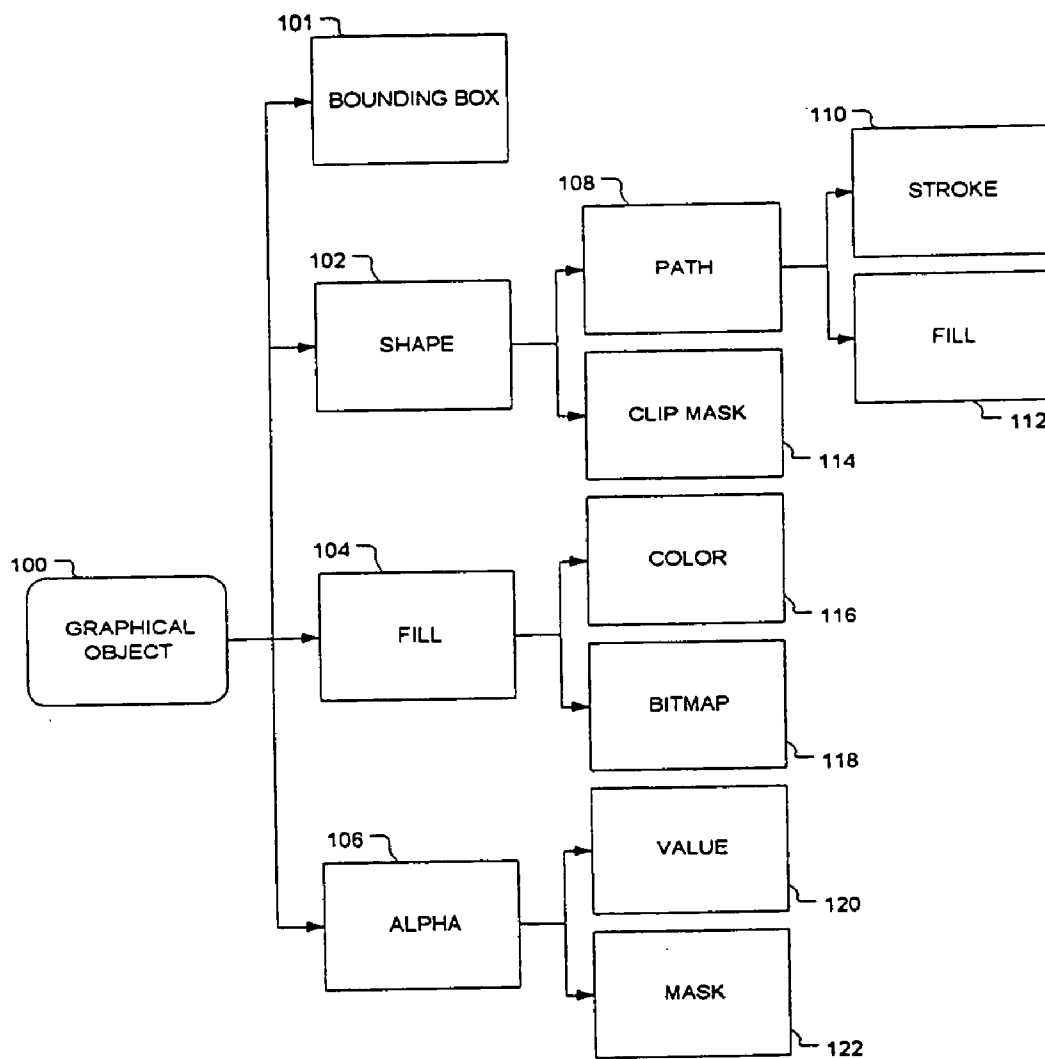 101
BOUNDING BOX
110
STROKE
108
PATH
102
SHAPE
FILL
112
CLIP MASK
114
100
GRAPHICAL
OBJECT
104
FILL
COLOR
116
BITMAP
118
106
ALPHA
VALUE
120
MASK
122